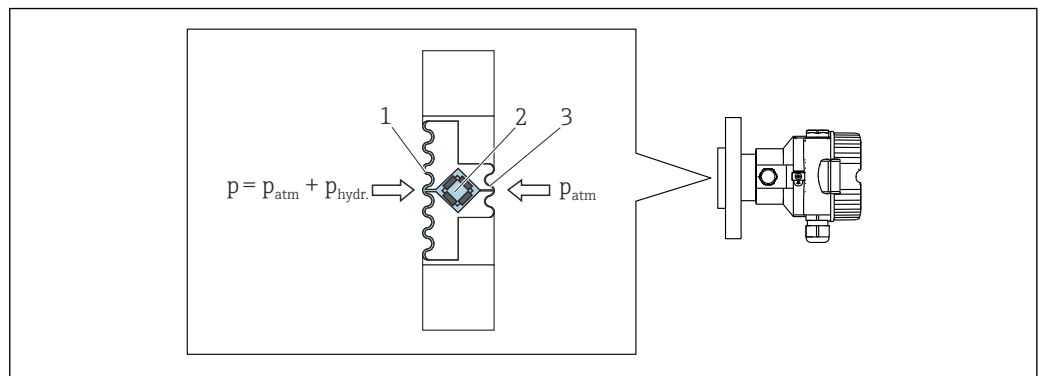 1 2 3
p = p_atm + p_hydr. p_atm